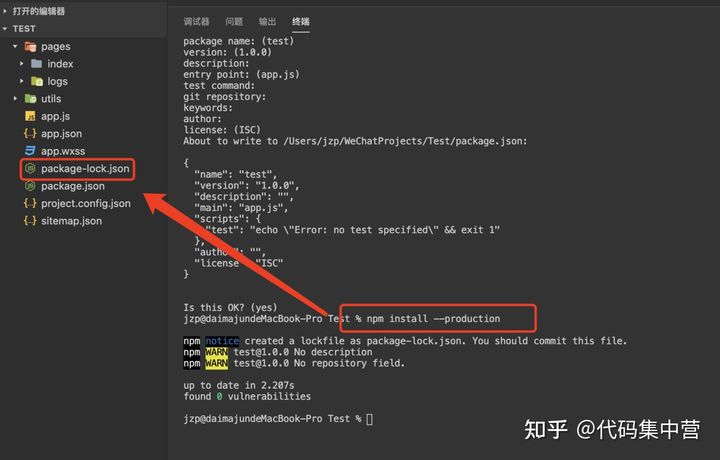 打开的编辑器
TEST
pages
index
logs
utils
app.js
app.json
app.wxss
package-lock.json
package.json
project.config.json
sitemap.json
调试器 问题 输出 终端
package name: (test)
version: (1.0.0)
description:
entry point: (app.js)
test command:
git repository:
keywords:
author:
license: (ISC)
About to write to /Users/jzp/WeChatProjects/Test/package.json:
{
"name": "test",
"version": "1.0.0",
"description": "",
"main": "app.js",
"scripts": {
"test": "echo \"Error: no test specified\" && exit 1"
},
"author": "",
"license": "ISC"
}
Is this OK? (yes)
jzp@daimajundeMacBook-Pro Test % npm install --production
npm notice created a lockfile as package-lock.json. You should commit this file.
npm WARN test@1.0.0 No description
npm WARN test@1.0.0 No repository field.
up to date in 2.207s
found 0 vulnerabilities
jzp@daimajundeMacBook-Pro Test %
知乎 @代码集中营